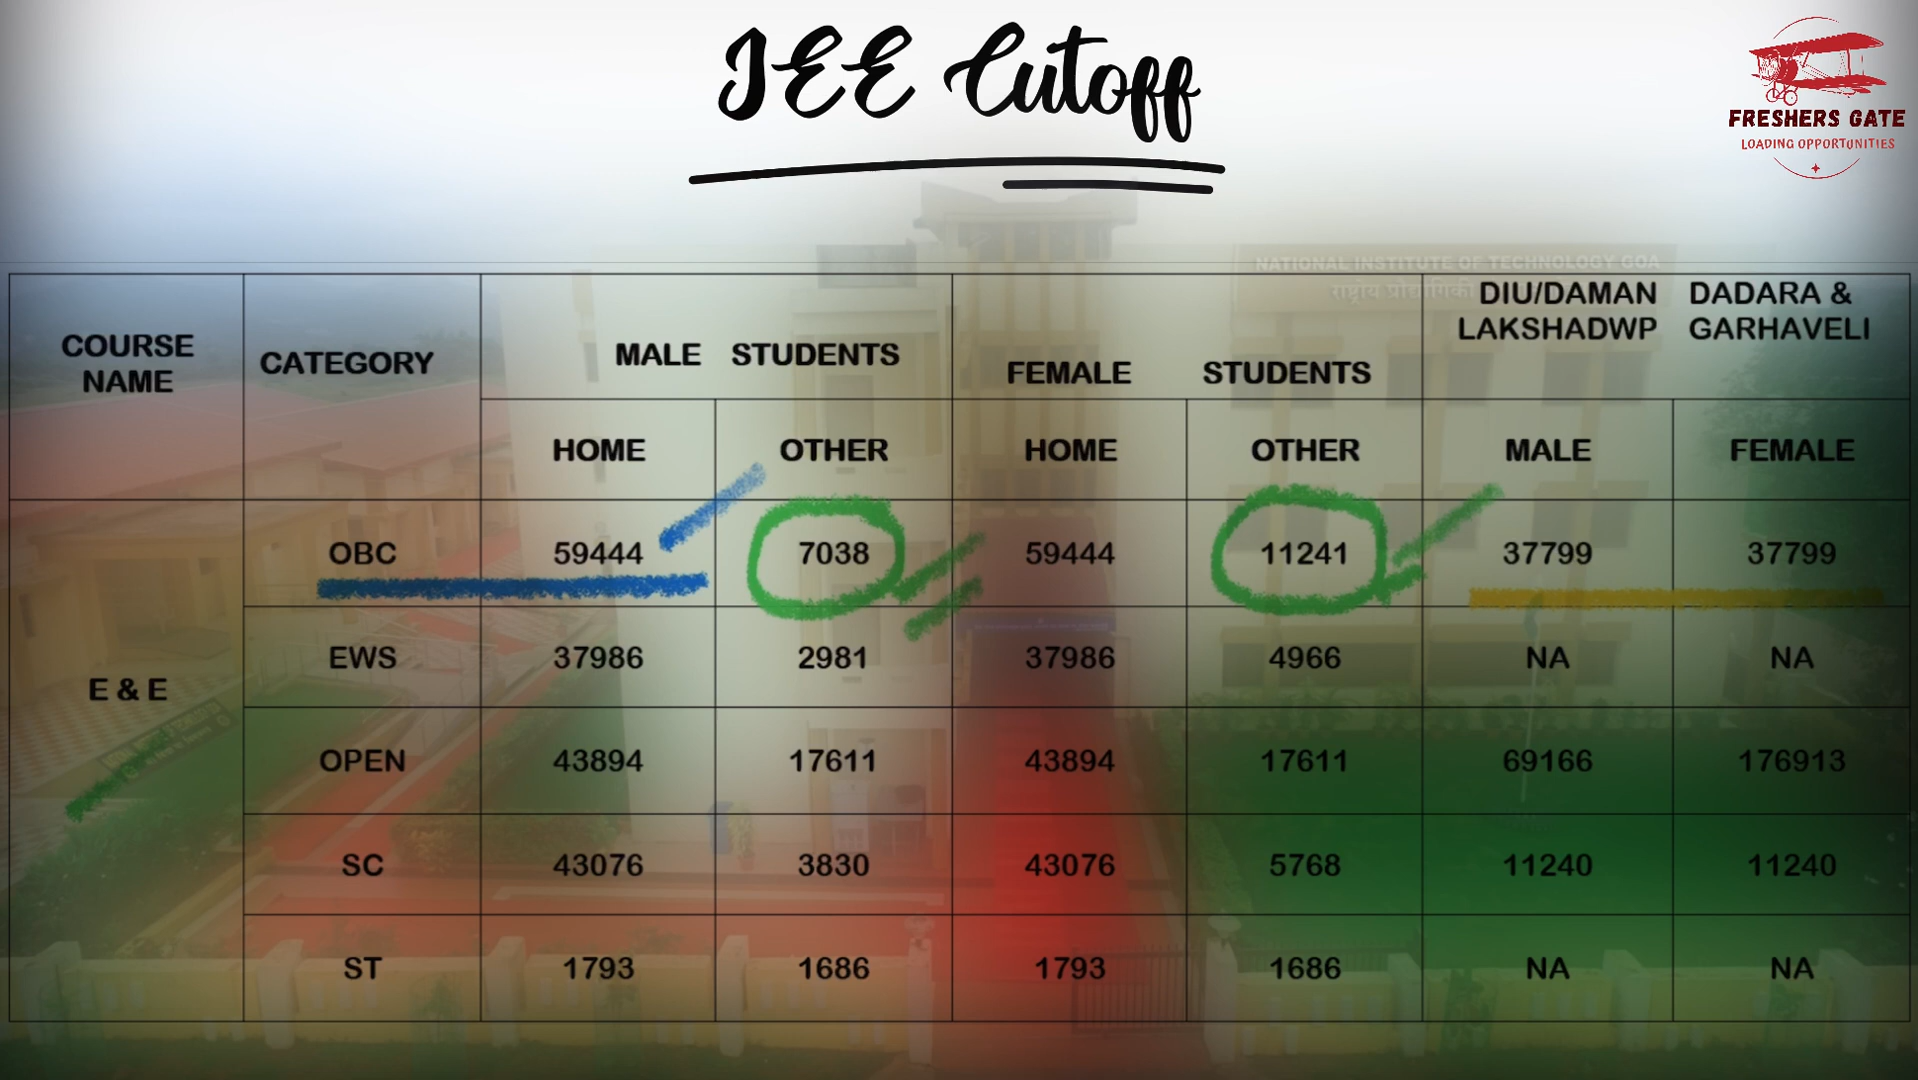 JEE Cutoff
FRESHERS GATE
LOADING OPPORTUNITIES
NATIONAL INSTITUTE OF TECHNOLOGY GOA
राष्ट्रीय प्रौद्योगिकी
COURSE NAME
CATEGORY
MALE STUDENTS
FEMALE STUDENTS
DIU/DAMAN DADARA &
LAKSHADWP GARHAVELI
HOME OTHER HOME OTHER MALE FEMALE
E & E
OBC 59444 7038 59444 11241 37799 37799
EWS 37986 2981 37986 4966 NA NA
OPEN 43894 17611 43894 17611 69166 176913
SC 43076 3830 43076 5768 11240 11240
ST 1793 1686 1793 1686 NA NA